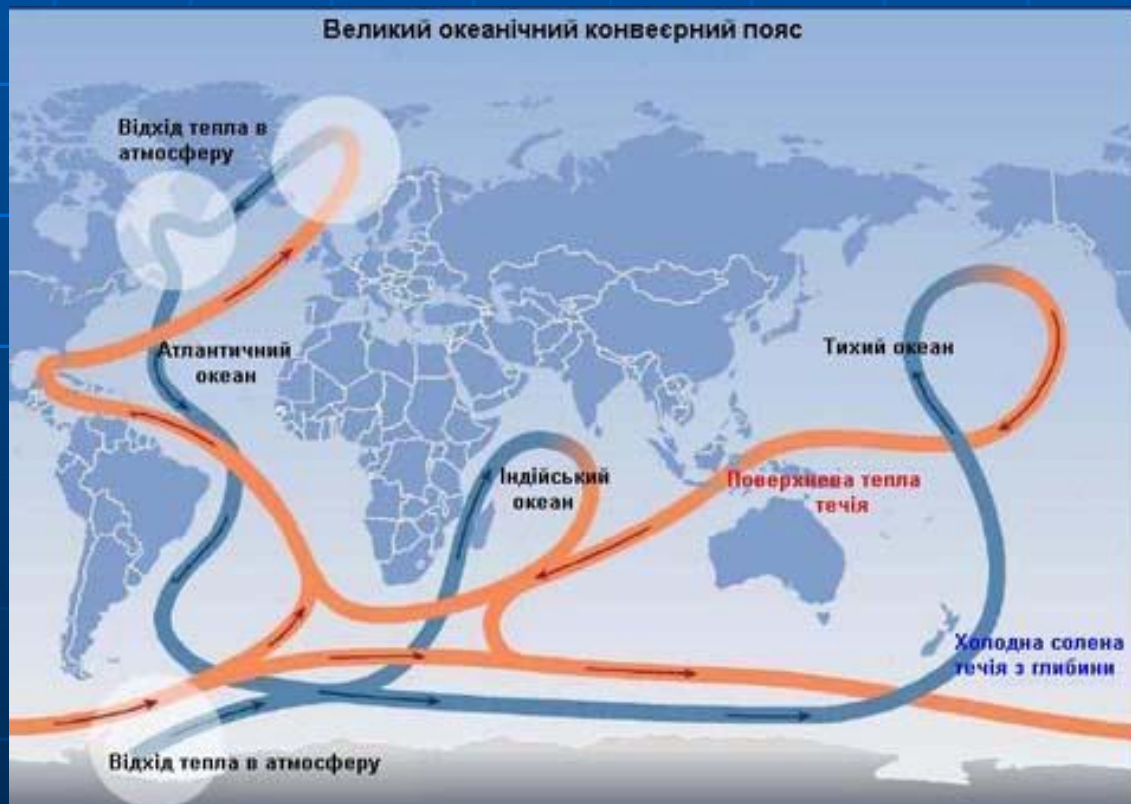 Великий океанічний конвеєрний пояс
Відхід тепла в
атмосферу
Атлантичний
океан
Тихий океан
Індійський
океан
Поверхнева тепла
течія
Холодна солена
течія з глибини
Відхід тепла в атмосферу